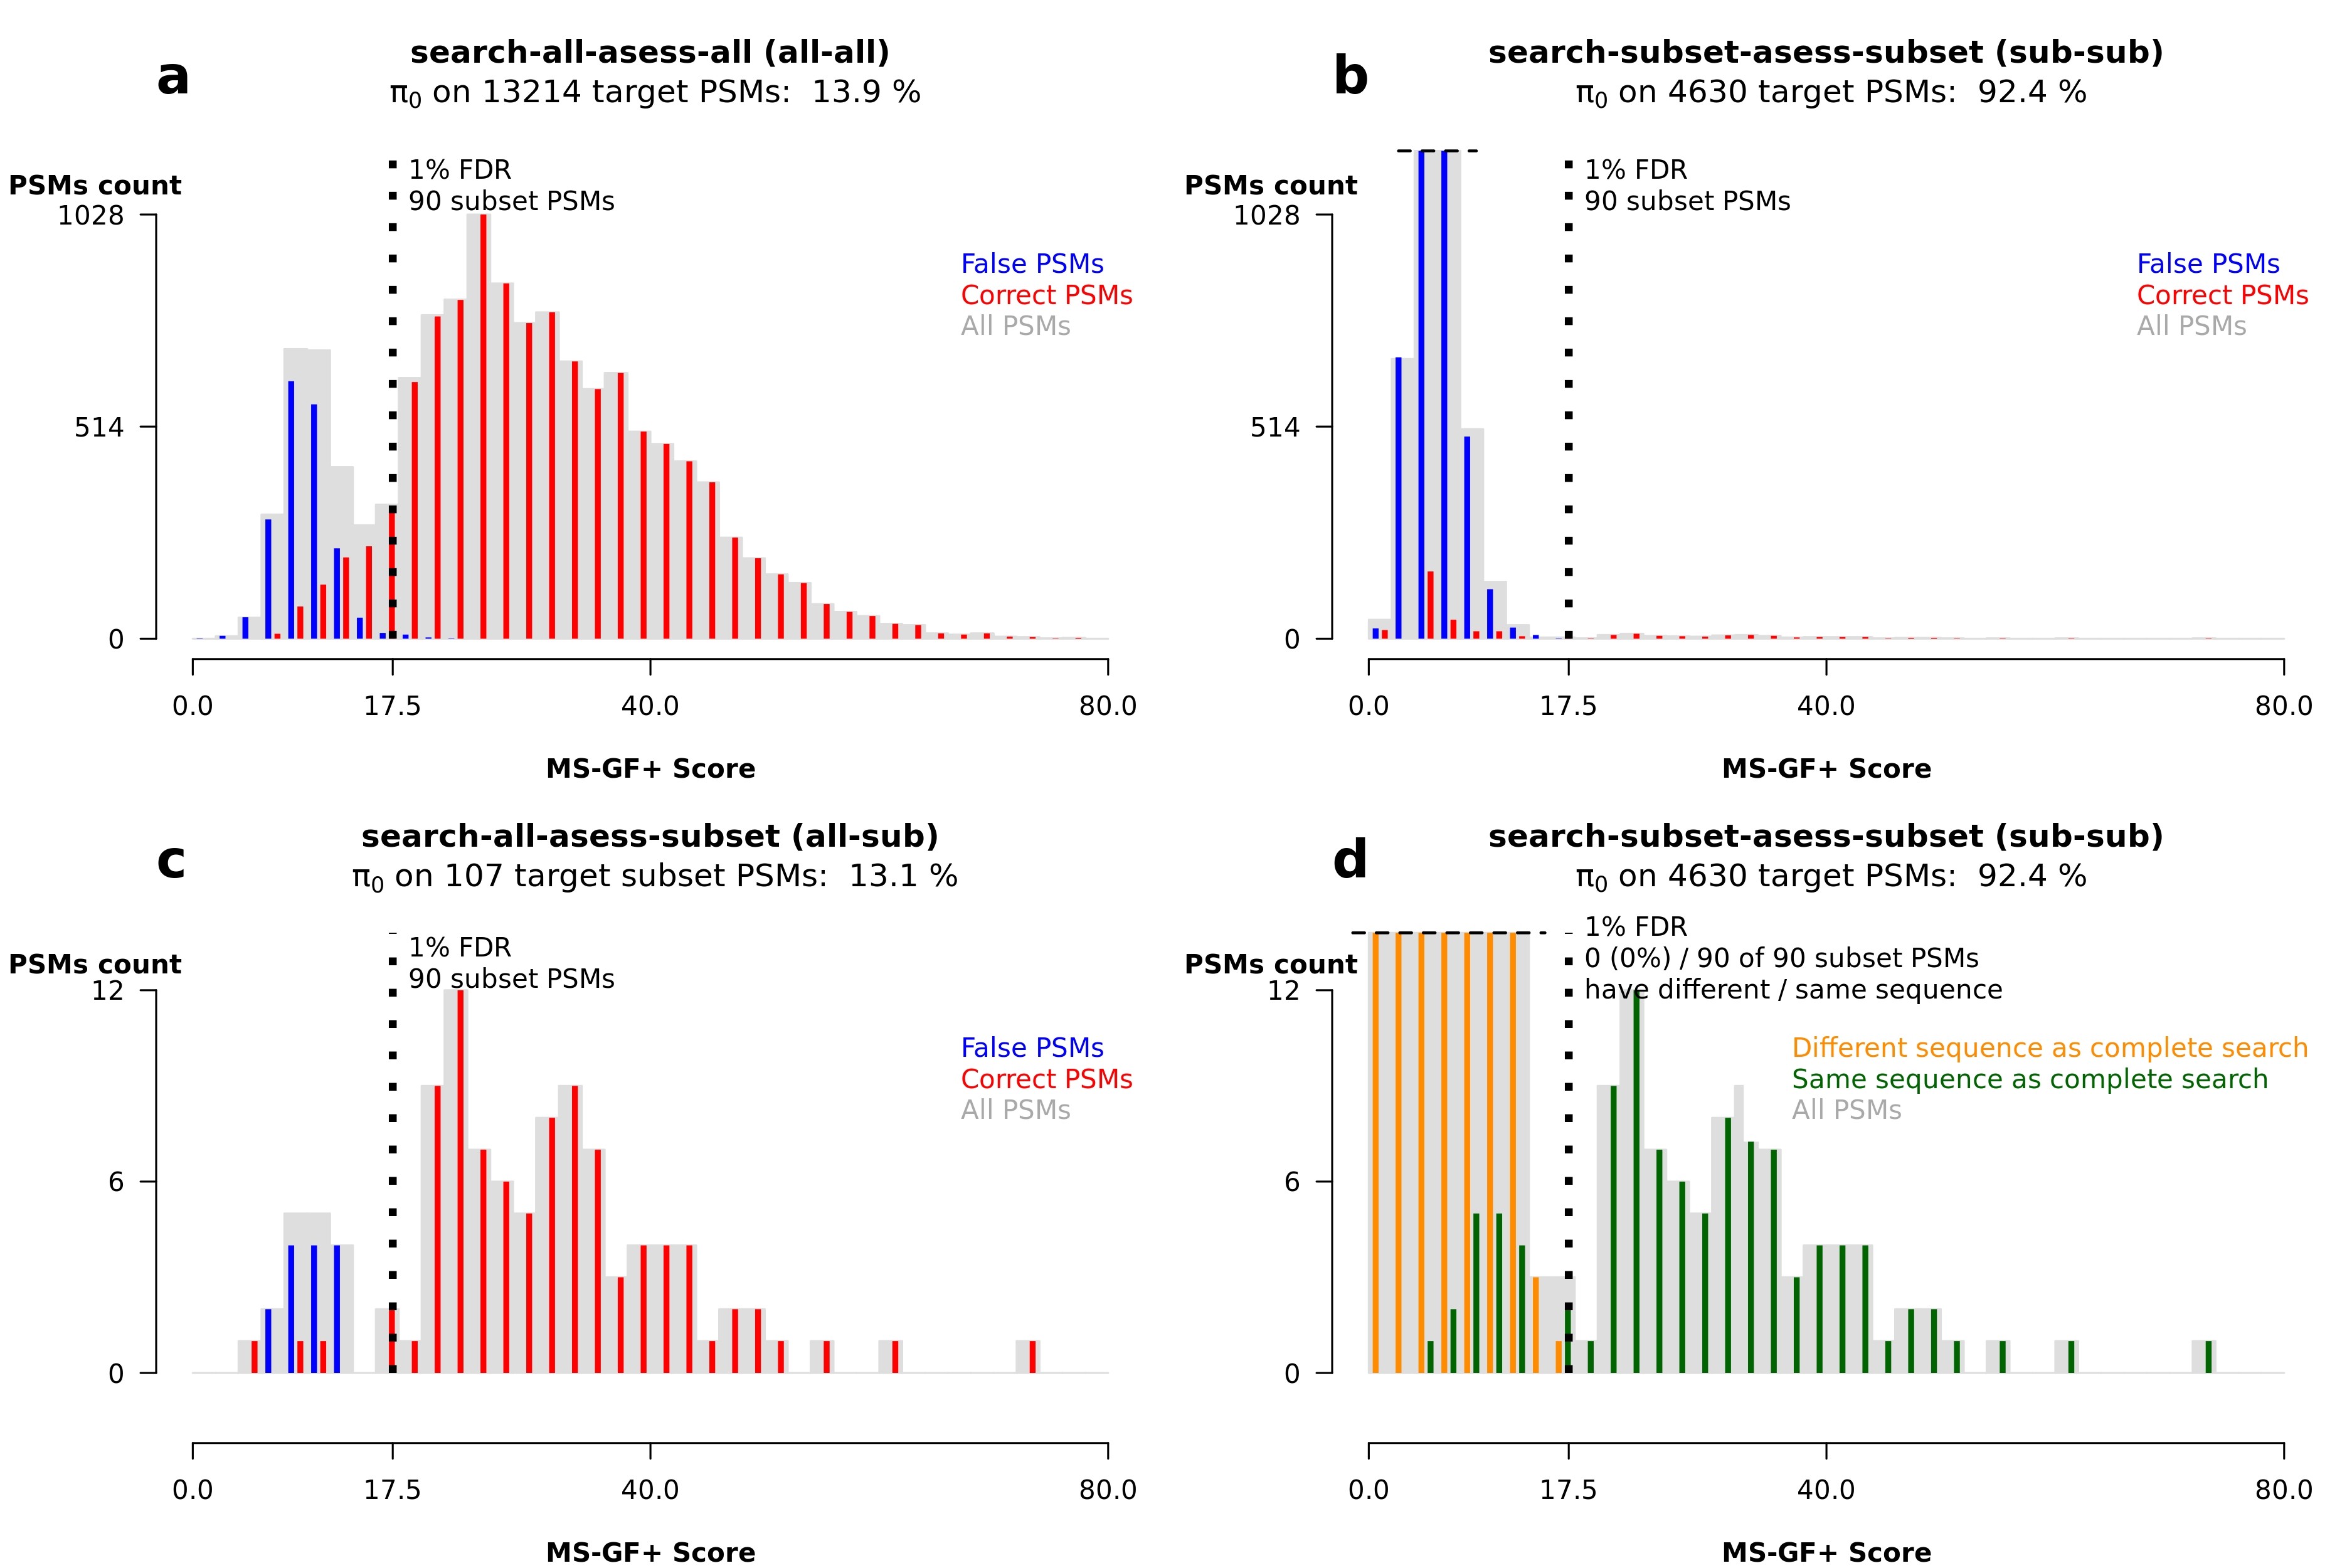 a
search-all-asess-all (all-all)
π0 on 13214 target PSMs: 13.9 %
1% FDR
90 subset PSMs
PSMs count
1028
514
0
False PSMs
Correct PSMs
All PSMs
0.0
17.5
40.0
80.0
MS-GF+ Score
b
search-subset-asess-subset (sub-sub)
π0 on 4630 target PSMs: 92.4 %
1% FDR
90 subset PSMs
PSMs count
1028
514
0
False PSMs
Correct PSMs
All PSMs
0.0
17.5
40.0
80.0
MS-GF+ Score
c
search-all-asess-subset (all-sub)
π0 on 107 target subset PSMs: 13.1 %
1% FDR
90 subset PSMs
PSMs count
12
6
0
False PSMs
Correct PSMs
All PSMs
0.0
17.5
40.0
80.0
MS-GF+ Score
d
search-subset-asess-subset (sub-sub)
π0 on 4630 target PSMs: 92.4 %
1% FDR
0 (0%) / 90 of 90 subset PSMs
have different / same sequence
PSMs count
12
6
0
Different sequence as complete search
Same sequence as complete search
All PSMs
0.0
17.5
40.0
80.0
MS-GF+ Score